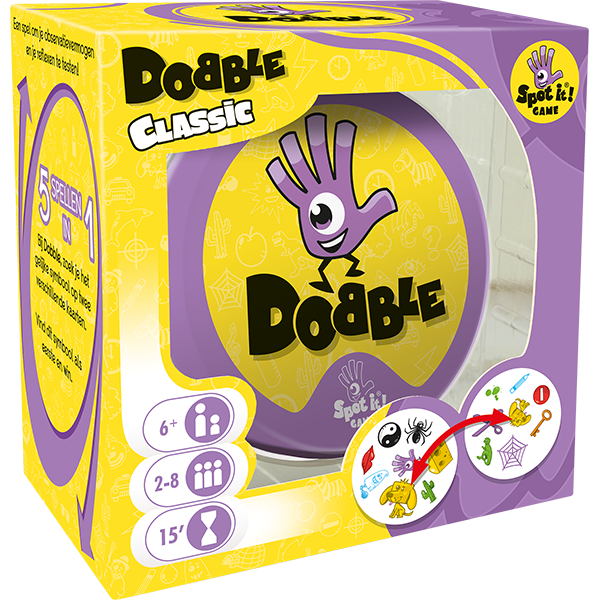 Een spel om je observatievermogen
en je reflexen te testen!
DOBBLE
CLASSIC
Spot it!®
GAME
5 SPELLEN IN 1
Bij Dobble, zoek je het
gelijke symbool op twee
verschillende kaarten.
Vind dit symbool als
eerste en win.
DOBBLE
Spot it!
GAME
6+
2-8
15'